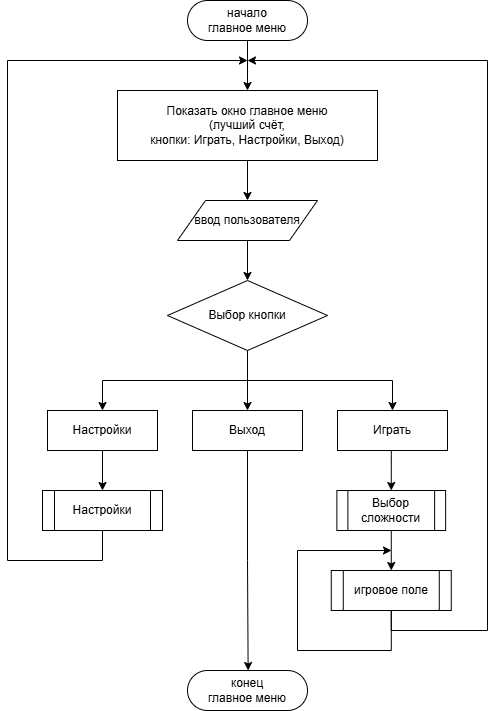 начало
главное меню
Показать окно главное меню
(лучший счёт,
кнопки: Играть, Настройки, Выход)
ввод пользователя
Выбор кнопки
Настройки
Выход
Играть
Настройки
Выбор
сложности
игровое поле
конец
главное меню